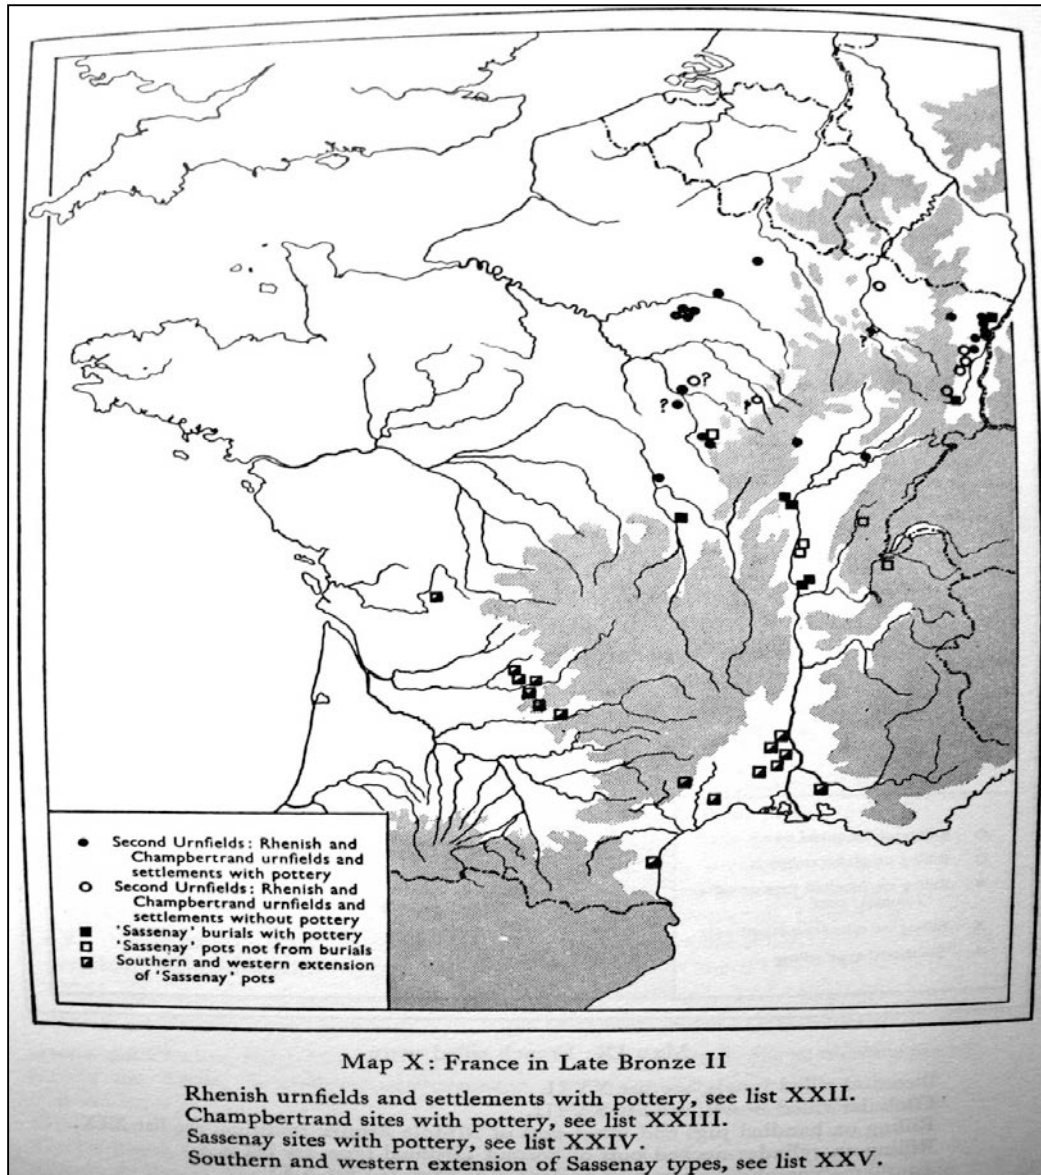 ?
?
?
?
● Second Urnfields: Rhenish and
Champbertrand urnfields and
settlements with pottery
○ Second Urnfields: Rhenish and
Champbertrand urnfields and
settlements without pottery
■ 'Sassenay' burials with pottery
□ 'Sassenay' pots not from burials
◪ Southern and western extension
of 'Sassenay' pots
Map X: France in Late Bronze II
Rhenish urnfields and settlements with pottery, see list XXII.
Champbertrand sites with pottery, see list XXIII.
Sassenay sites with pottery, see list XXIV.
Southern and western extension of Sassenay types, see list XXV.